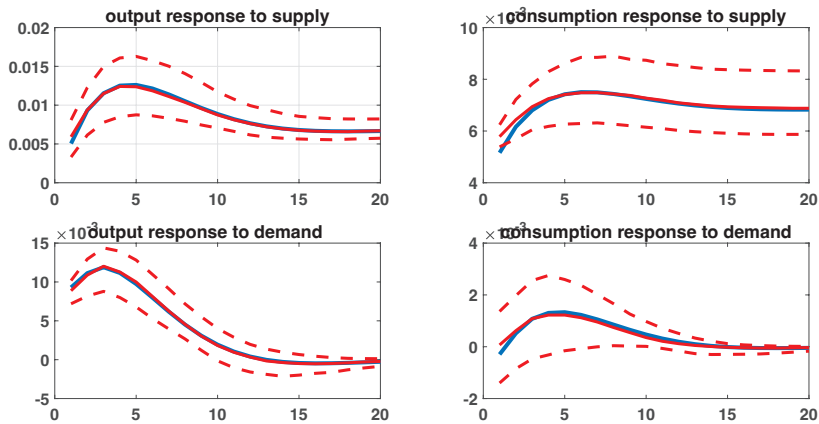 output response to supply
0.02
0.015
0.01
0.005
0
0 5 10 15 20
×10⁻³ consumption response to supply
10
8
6
4
0 5 10 15 20
×10⁻³ output response to demand
15
10
5
0
-5
0 5 10 15 20
×10⁻³ consumption response to demand
4
2
0
-2
0 5 10 15 20